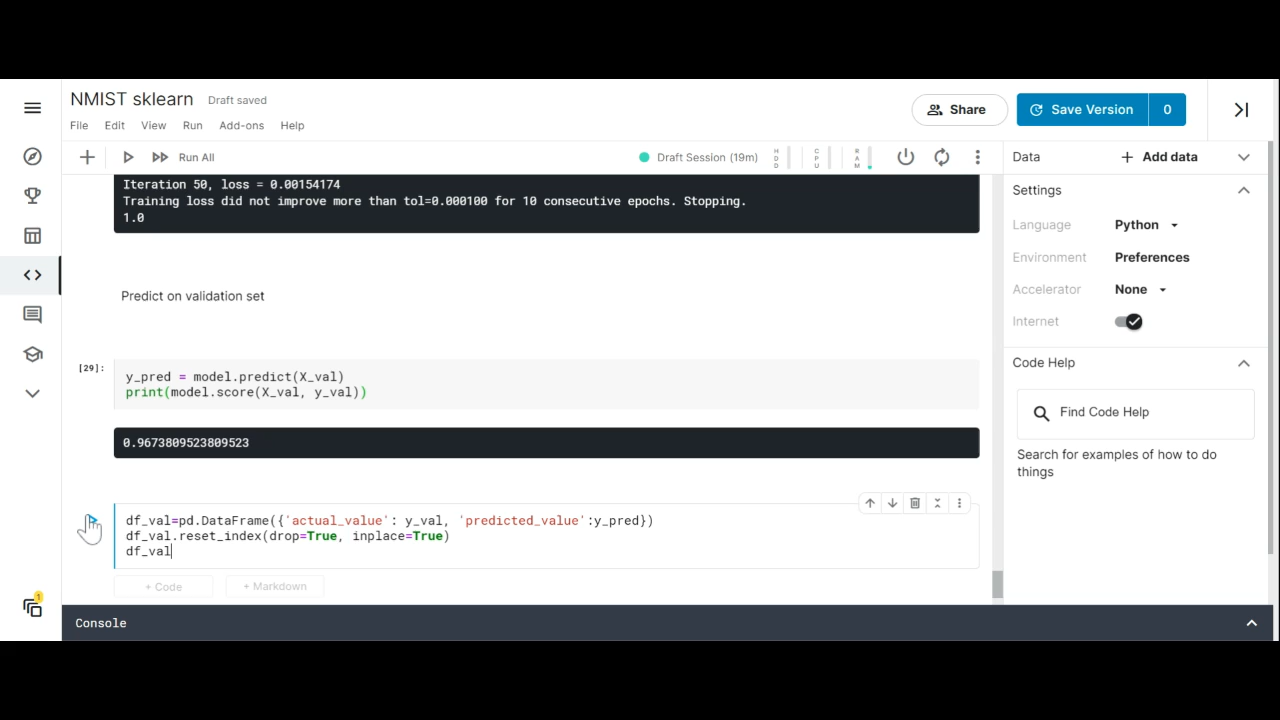 NMIST sklearn Draft saved
File Edit View Run Add-ons Help
Share
Save Version 0
Run All
Draft Session (19m)
HDD
CPU
RAM
Iteration 50, loss = 0.00154174
Training loss did not improve more than tol=0.000100 for 10 consecutive epochs. Stopping.
1.0
Predict on validation set
[29]:
y_pred = model.predict(X_val)
print(model.score(X_val, y_val))
0.9673809523809523
df_val=pd.DataFrame({'actual_value': y_val, 'predicted_value':y_pred})
df_val.reset_index(drop=True, inplace=True)
df_val
+ Code + Markdown
1
Console
Data + Add data
Settings
Language Python
Environment Preferences
Accelerator None
Internet
Code Help
Find Code Help
Search for examples of how to do
things